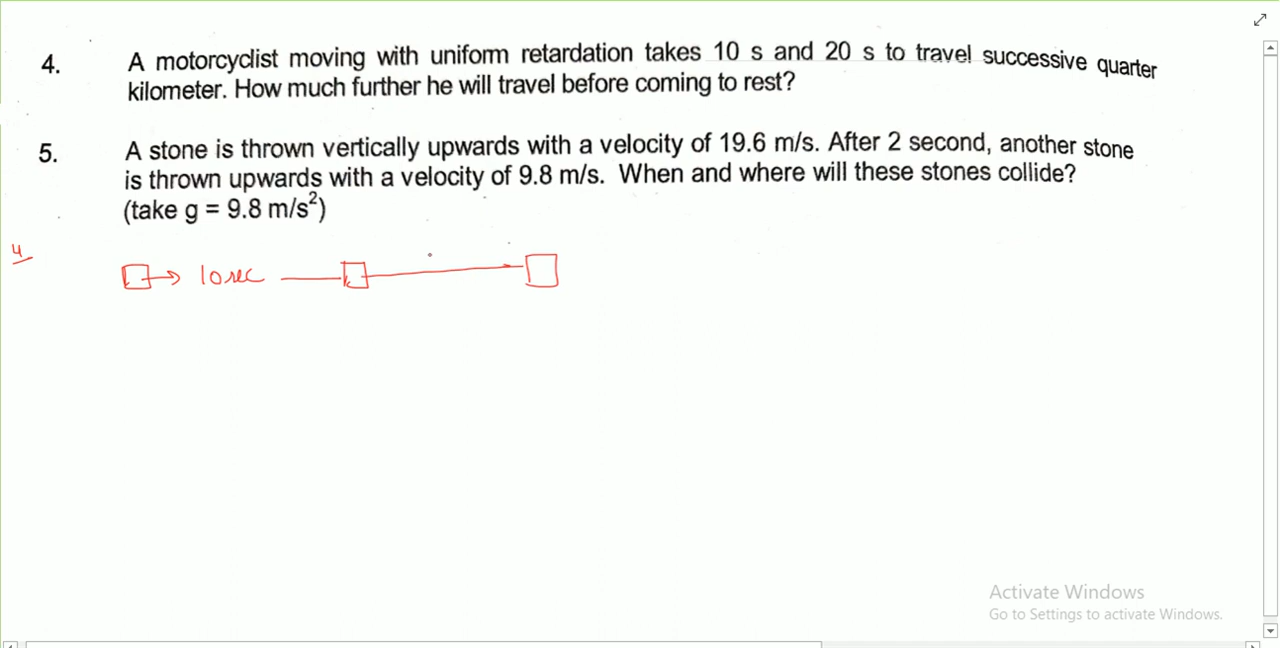 4. A motorcyclist moving with uniform retardation takes 10 s and 20 s to travel successive quarter
kilometer. How much further he will travel before coming to rest?
5. A stone is thrown vertically upwards with a velocity of 19.6 m/s. After 2 second, another stone
is thrown upwards with a velocity of 9.8 m/s. When and where will these stones collide?
(take g = 9.8 m/s²)
4
10 sec
Activate Windows
Go to Settings to activate Windows.